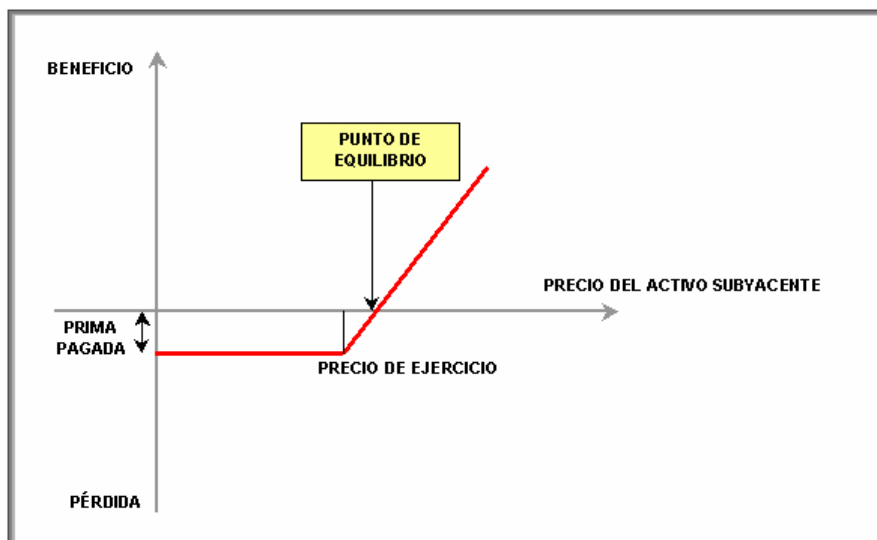 BENEFICIO
PUNTO DE
EQUILIBRIO
PRECIO DEL ACTIVO SUBYACENTE
PRIMA
PAGADA
PRECIO DE EJERCICIO
PÉRDIDA